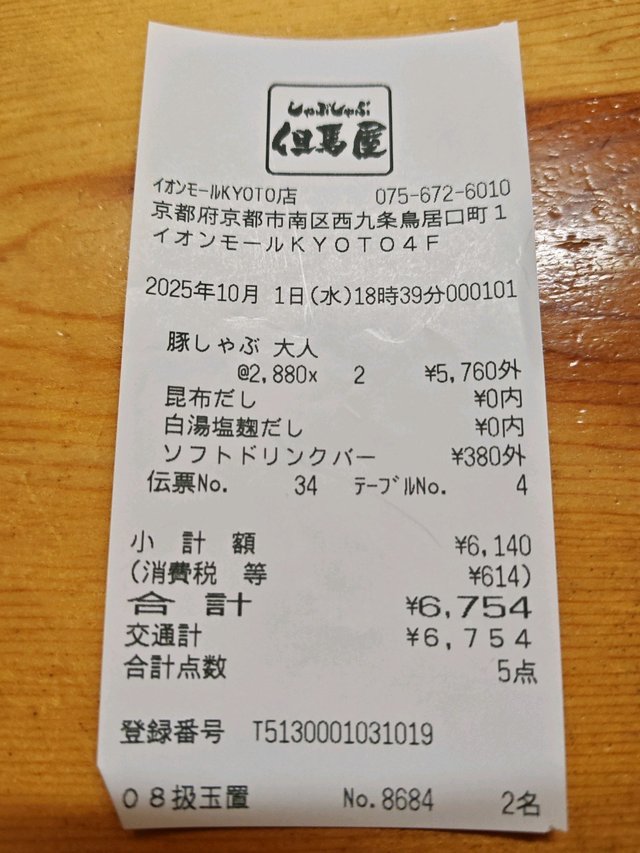 しゃぶしゃぶ
但馬屋
イオンモールKYOTO店 075-672-6010
京都府京都市南区西九条鳥居口町1
イオンモールKYOTO4F
2025年10月 1日(水)18時39分000101
豚しゃぶ 大人
@2,880x 2 ¥5,760外
昆布だし ¥0内
白湯塩麹だし ¥0内
ソフトドリンクバー ¥380外
伝票No. 34 テーブルNo. 4
小 計 額 ¥6,140
(消費税 等 ¥614)
合 計 ¥6,754
交通計 ¥6,754
合計点数 5点
登録番号 T5130001031019
08扱玉置 No.8684 2名